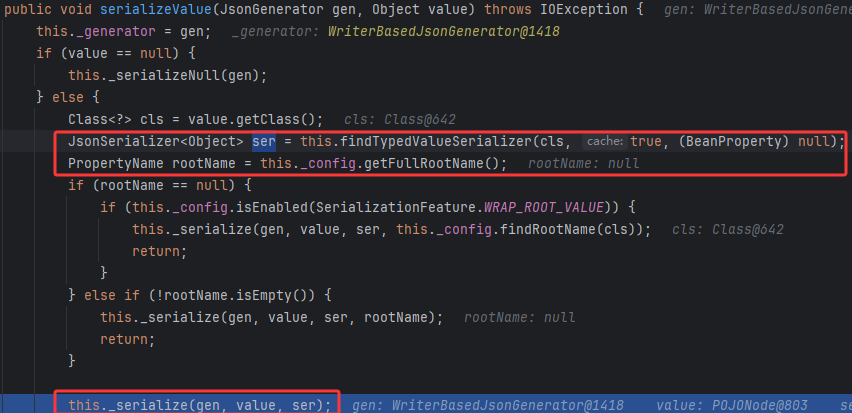 public void serializeValue(JsonGenerator gen, Object value) throws IOException {   gen: WriterBasedJsonGene
this._generator = gen;   _generator: WriterBasedJsonGenerator@1418
if (value == null) {
this._serializeNull(gen);
} else {
Class<?> cls = value.getClass();   cls: Class@642
JsonSerializer<Object> ser = this.findTypedValueSerializer(cls, cache: true, (BeanProperty) null);
PropertyName rootName = this._config.getFullRootName();   rootName: null
if (rootName == null) {
if (this._config.isEnabled(SerializationFeature.WRAP_ROOT_VALUE)) {
this._serialize(gen, value, ser, this._config.findRootName(cls));   cls: Class@642
return;
}
} else if (!rootName.isEmpty()) {
this._serialize(gen, value, ser, rootName);   rootName: null
return;
}
this._serialize(gen, value, ser);   gen: WriterBasedJsonGenerator@1418   value: POJONode@803   se